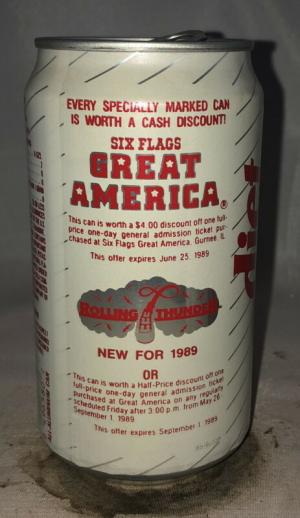 EVERY SPECIALLY MARKED CAN
IS WORTH A CASH DISCOUNT!
SIX FLAGS
GREAT
AMERICA®
This can is worth a $4.00 discount off one full-
price one-day general admission ticket pur-
chased at Six Flags Great America, Gurnee, IL
This offer expires June 25, 1989
ROLLING THUNDER
NEW FOR 1989
OR
This can is worth a Half-Price discount off one
full-price one-day general admission ticket
purchased at Great America on any regularly
scheduled Friday after 3:00 p.m. from May 26
September 1, 1989
This offer expires September 1, 1989
diet
ALL-ALUMINUM CAN